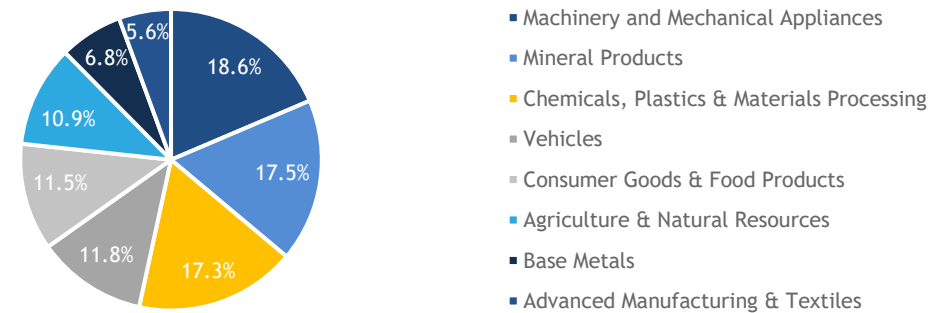 5.6%
18.6%
6.8%
10.9%
17.5%
11.5%
11.8%
17.3%
Machinery and Mechanical Appliances
Mineral Products
Chemicals, Plastics & Materials Processing
Vehicles
Consumer Goods & Food Products
Agriculture & Natural Resources
Base Metals
Advanced Manufacturing & Textiles